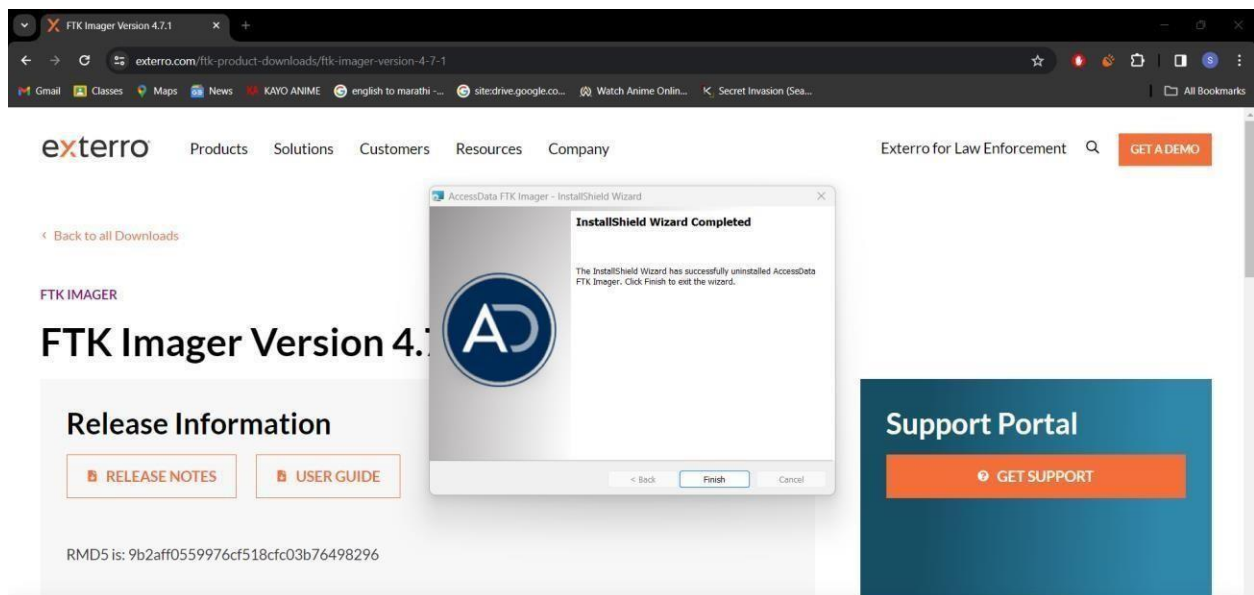 FTK Imager Version 4.7.1
exterro.com/ftk-product-downloads/ftk-imager-version-4-7-1
S
Gmail Classes Maps News KAYO ANIME english to marathi -... site:drive.google.co... Watch Anime Onlin... Secret Invasion (Sea... All Bookmarks
exterro Products Solutions Customers Resources Company Exterro for Law Enforcement GET A DEMO
AccessData FTK Imager - InstallShield Wizard
InstallShield Wizard Completed
Back to all Downloads
The InstallShield Wizard has successfully uninstalled AccessData
FTK Imager. Click Finish to exit the wizard.
FTK IMAGER
FTK Imager Version 4.7
AD
Release Information
Support Portal
RELEASE NOTES USER GUIDE
< Back Finish Cancel
GET SUPPORT
RMD5 is: 9b2aff0559976cf518cfc03b76498296